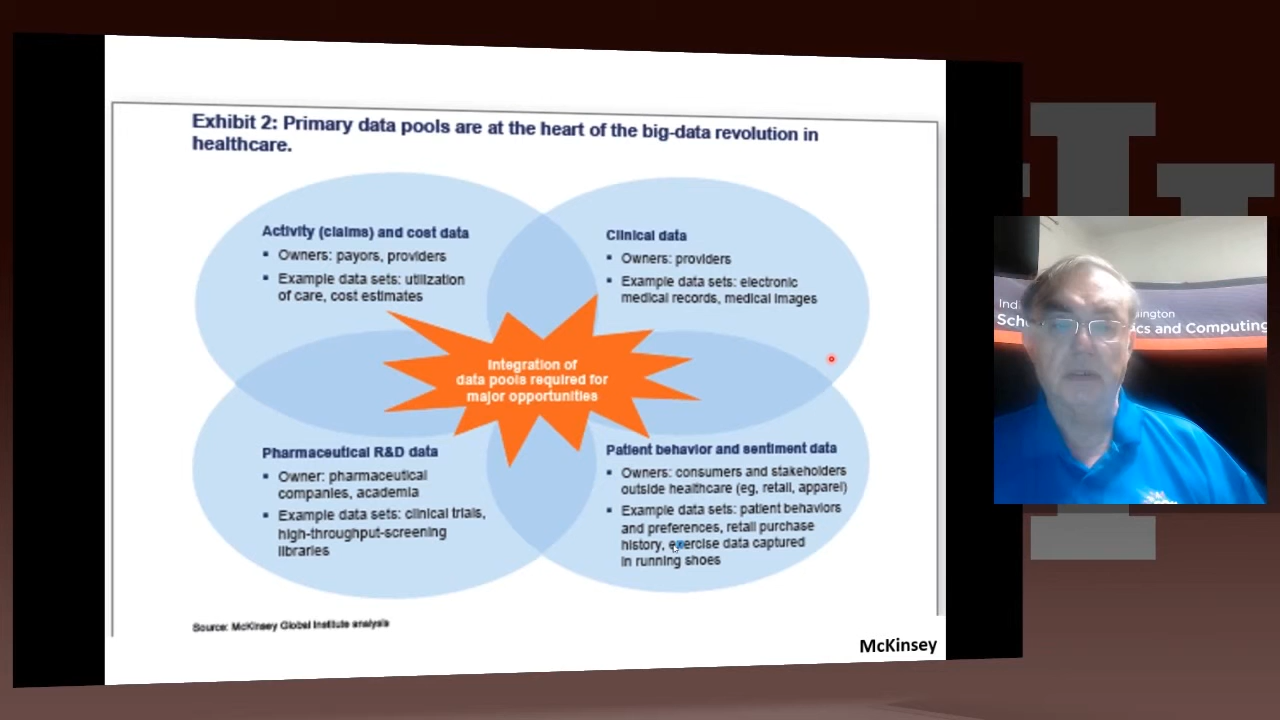 Exhibit 2: Primary data pools are at the heart of the big-data revolution in
healthcare.
Activity (claims) and cost data
▪ Owners: payors, providers
▪ Example data sets: utilization
of care, cost estimates
Clinical data
▪ Owners: providers
▪ Example data sets: electronic
medical records, medical images
Integration of
data pools required for
major opportunities
Pharmaceutical R&D data
▪ Owner: pharmaceutical
companies, academia
▪ Example data sets: clinical trials,
high-throughput-screening
libraries
Patient behavior and sentiment data
▪ Owners: consumers and stakeholders
outside healthcare (eg, retail, apparel)
▪ Example data sets: patient behaviors
and preferences, retail purchase
history, exercise data captured
in running shoes
Source: McKinsey Global Institute analysis
McKinsey
and Computing